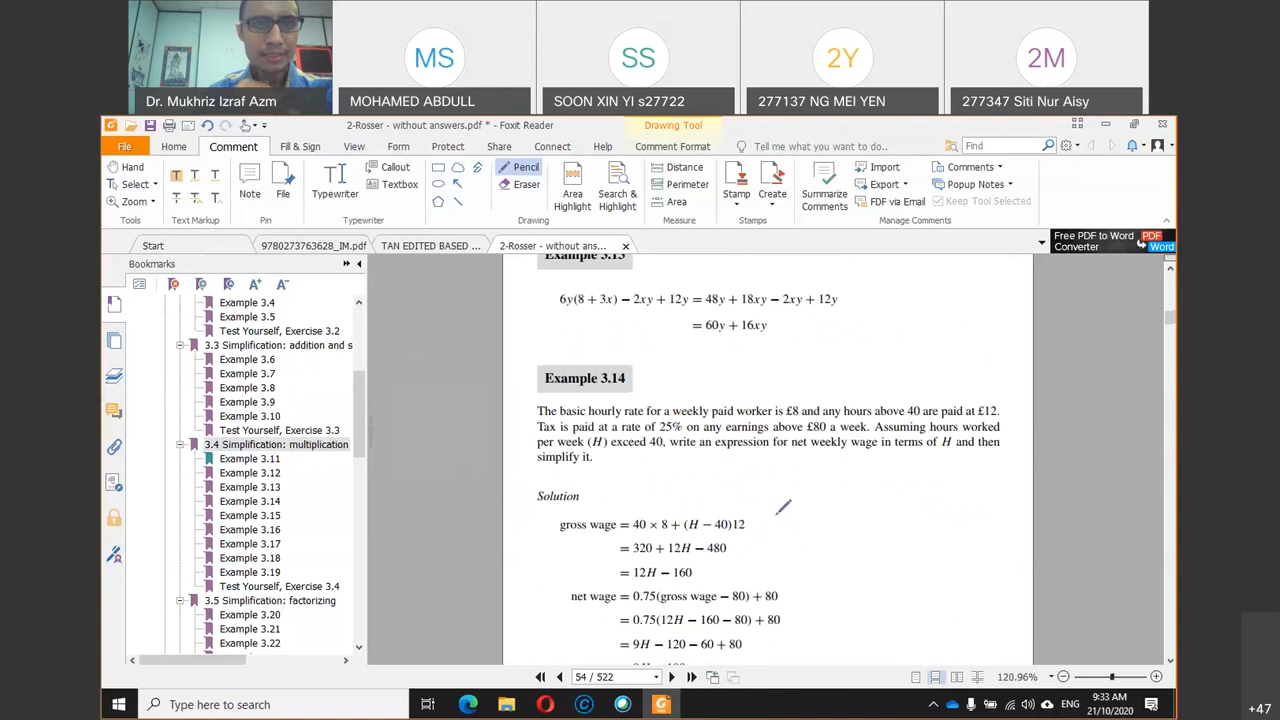 MS
SS
2Y
2M
Dr. Mukhriz Izraf Azm
MOHAMED ABDULL
SOON XIN YI s27722
277137 NG MEI YEN
277347 Siti Nur Aisy
2-Rosser - without answers.pdf * - Foxit Reader
Drawing Tool
File
Home
Comment
Fill & Sign
View
Form
Protect
Share
Connect
Help
Comment Format
Tell me what you want to do..
Find
Hand
Select
Zoom
Tools
T T T
T T T
Text Markup
Note
File
Pin
Typewriter
Callout
Textbox
Typewriter
Pencil
Eraser
Drawing
Area
Highlight
Search &
Highlight
Distance
Perimeter
Area
Measure
Stamp
Create
Stamps
Summarize
Comments
Import
Export
FDF via Email
Comments
Popup Notes
Keep Tool Selected
Manage Comments
Start
9780273763628_IM.pdf
TAN EDITED BASED ...
2-Rosser - without ans...
Free PDF to Word
Converter
PDF
Word
Bookmarks
Example 3.4
Example 3.5
Test Yourself, Exercise 3.2
3.3 Simplification: addition and s
Example 3.6
Example 3.7
Example 3.8
Example 3.9
Example 3.10
Test Yourself, Exercise 3.3
3.4 Simplification: multiplication
Example 3.11
Example 3.12
Example 3.13
Example 3.14
Example 3.15
Example 3.16
Example 3.17
Example 3.18
Example 3.19
Test Yourself, Exercise 3.4
3.5 Simplification: factorizing
Example 3.20
Example 3.21
Example 3.22
Example 3.13
6y(8 + 3x) − 2xy + 12y = 48y + 18xy − 2xy + 12y
= 60y + 16xy
Example 3.14
The basic hourly rate for a weekly paid worker is £8 and any hours above 40 are paid at £12.
Tax is paid at a rate of 25% on any earnings above £80 a week. Assuming hours worked
per week (H) exceed 40, write an expression for net weekly wage in terms of H and then
simplify it.
Solution
gross wage = 40 × 8 + (H − 40)12
= 320 + 12H − 480
= 12H − 160
net wage = 0.75(gross wage − 80) + 80
= 0.75(12H − 160 − 80) + 80
= 9H − 120 − 60 + 80
54 / 522
120.96%
Type here to search
ENG
9:33 AM
21/10/2020
+47